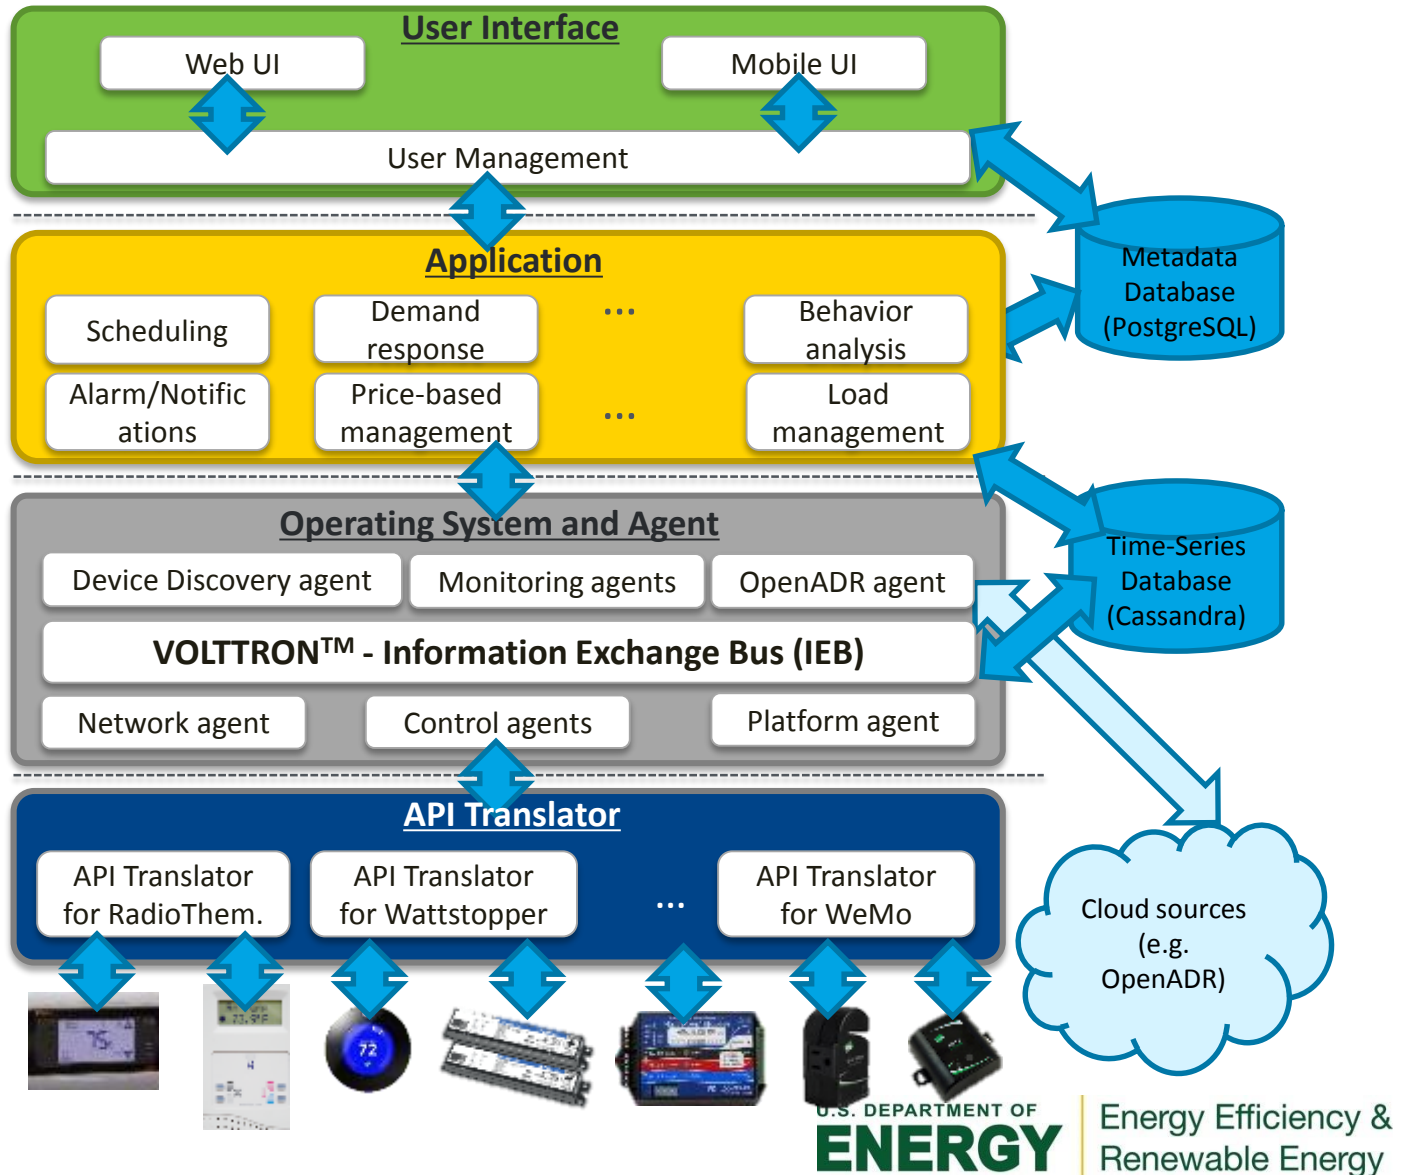 User Interface
Web UI
Mobile UI
User Management
Application
Scheduling
Demand
response
...
Behavior
analysis
Alarm/Notific
ations
Price-based
management
...
Load
management
Metadata
Database
(PostgreSQL)
Operating System and Agent
Device Discovery agent
Monitoring agents
OpenADR agent
VOLTTRON™ - Information Exchange Bus (IEB)
Network agent
Control agents
Platform agent
Time-Series
Database
(Cassandra)
API Translator
API Translator
for RadioThem.
API Translator
for Wattstopper
...
API Translator
for WeMo
Cloud sources
(e.g.
OpenADR)
72
U.S. DEPARTMENT OF
ENERGY
Energy Efficiency &
Renewable Energy